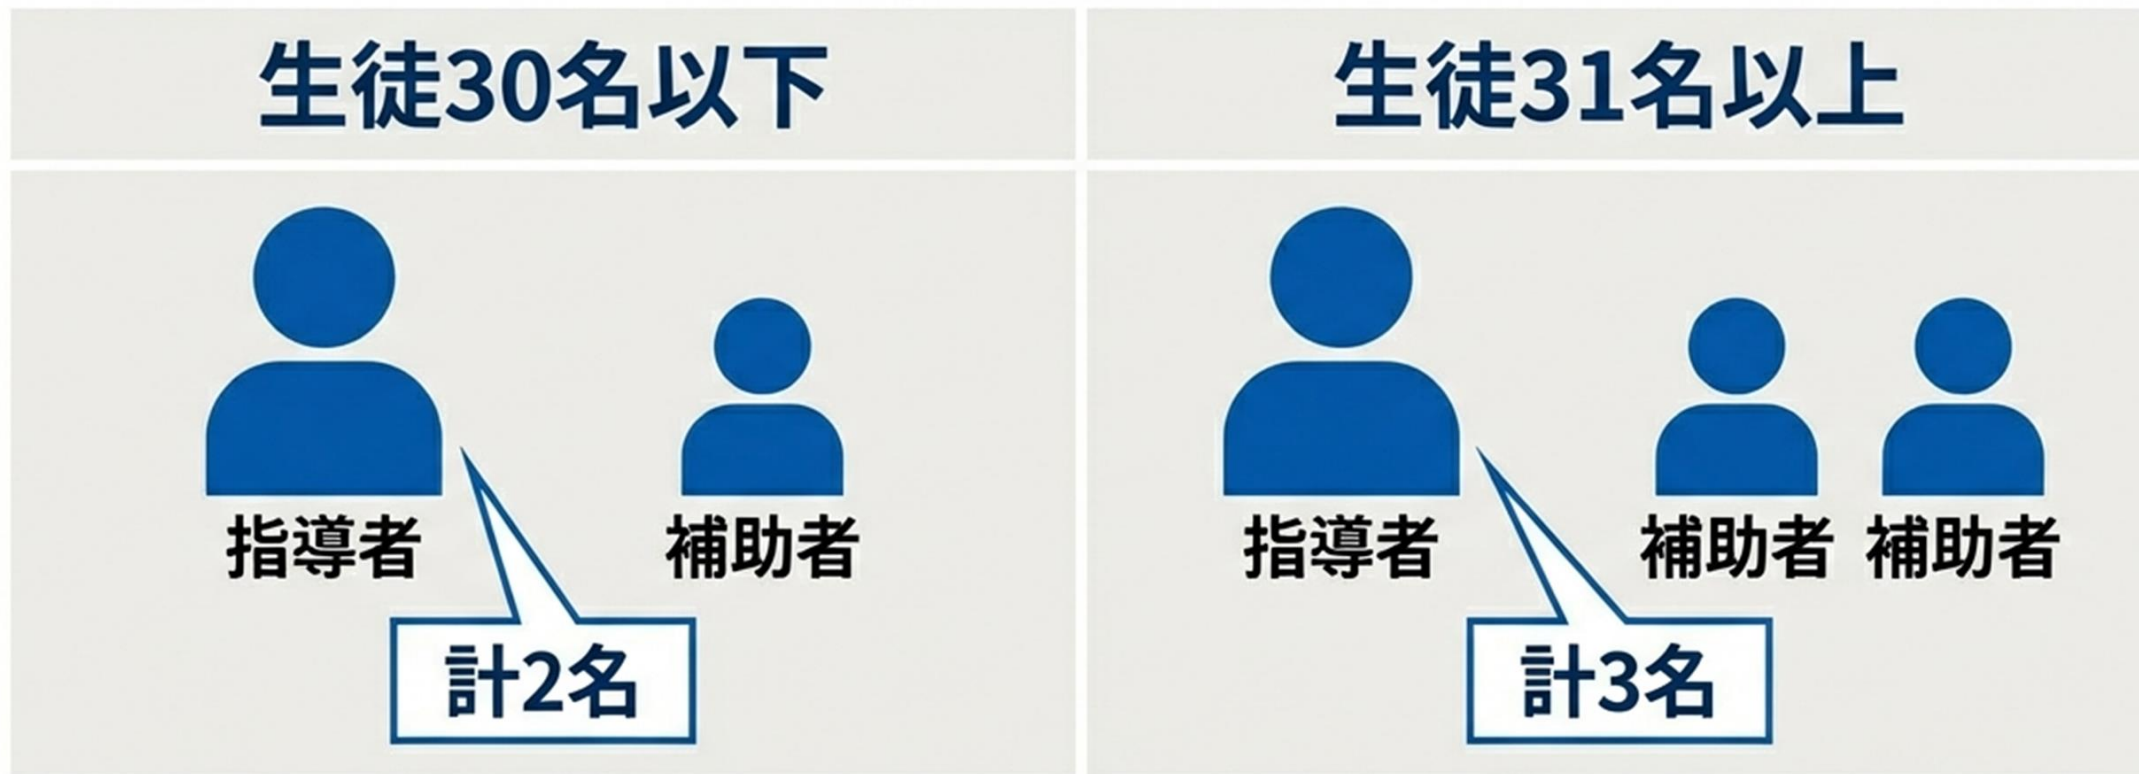 生徒30名以下
生徒31名以上
指導者
補助者
計2名
指導者
補助者
補助者
計3名